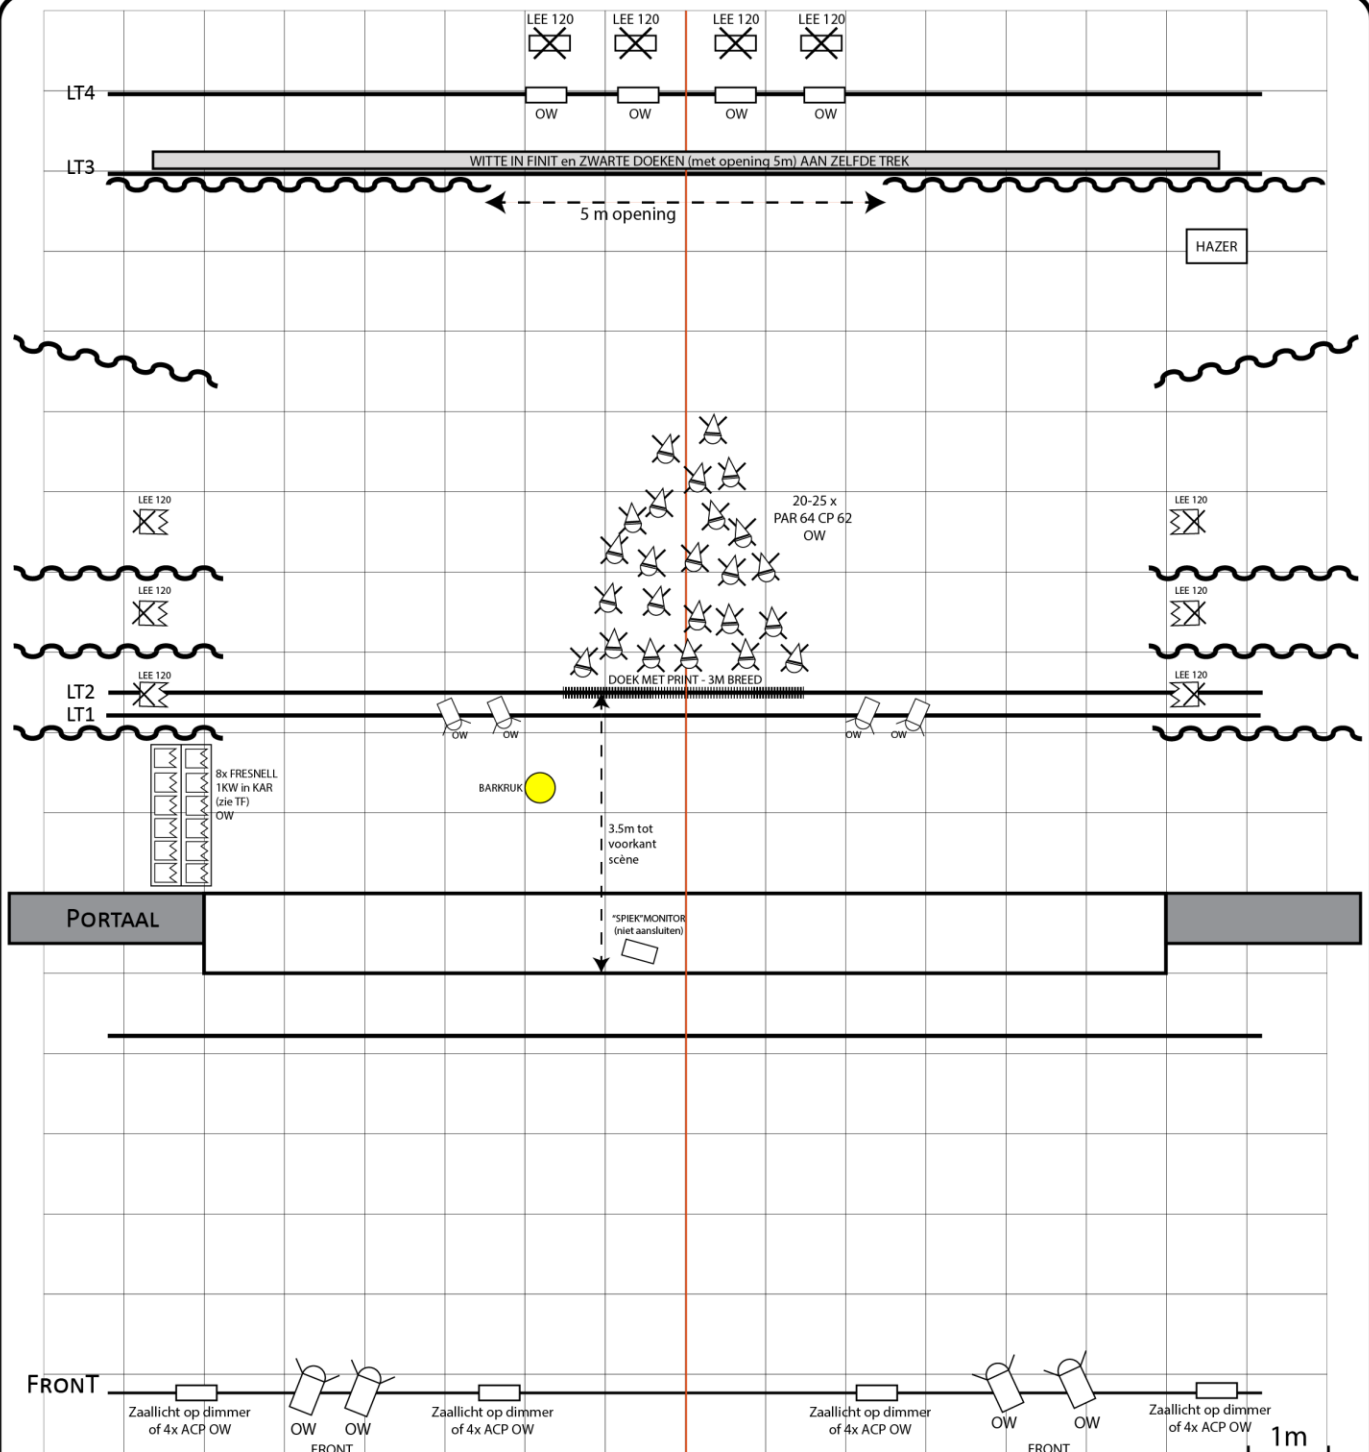 LEE 120 LEE 120 LEE 120 LEE 120
LT4
OW OW OW OW
WITTE IN FINIT en ZWARTE DOEKEN (met opening 5m) AAN ZELFDE TREK
LT3
5 m opening
HAZER
LEE 120
20-25 x
PAR 64 CP 62
OW
LEE 120
LEE 120
LEE 120
LEE 120
DOEK MET PRINT - 3M BREED
LEE 120
LT2
LT1
OW OW OW OW
8x FRESNELL
1KW in KAR
(zie TF)
OW
BARKRUK
3.5m tot
voorkant
scène
PORTAAL
"SPIEK"MONITOR
(niet aansluiten)
FRONT
Zaallicht op dimmer
of 4x ACP OW
OW OW
Zaallicht op dimmer
of 4x ACP OW
Zaallicht op dimmer
of 4x ACP OW
OW OW
Zaallicht op dimmer
of 4x ACP OW
FRONT FRONT
1m